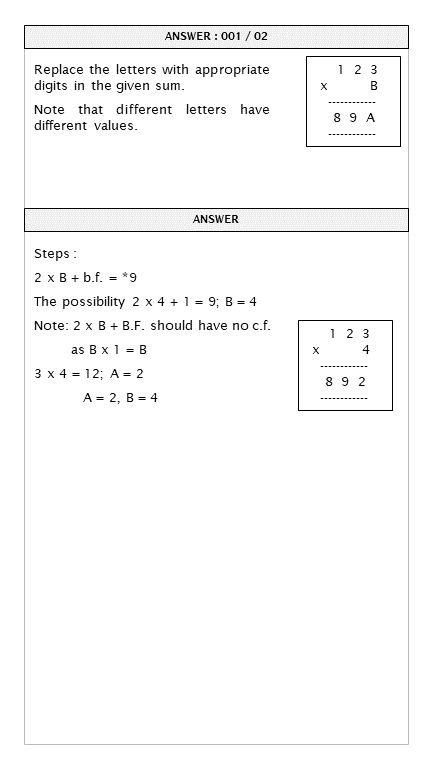 ANSWER : 001 / 02
Replace the letters with appropriate
digits in the given sum.
Note that different letters have
different values.
1 2 3
x B
------------
8 9 A
------------
ANSWER
Steps :
2 x B + b.f. = *9
The possibility 2 x 4 + 1 = 9; B = 4
Note: 2 x B + B.F. should have no c.f.
as B x 1 = B
3 x 4 = 12; A = 2
A = 2, B = 4
1 2 3
x 4
------------
8 9 2
------------